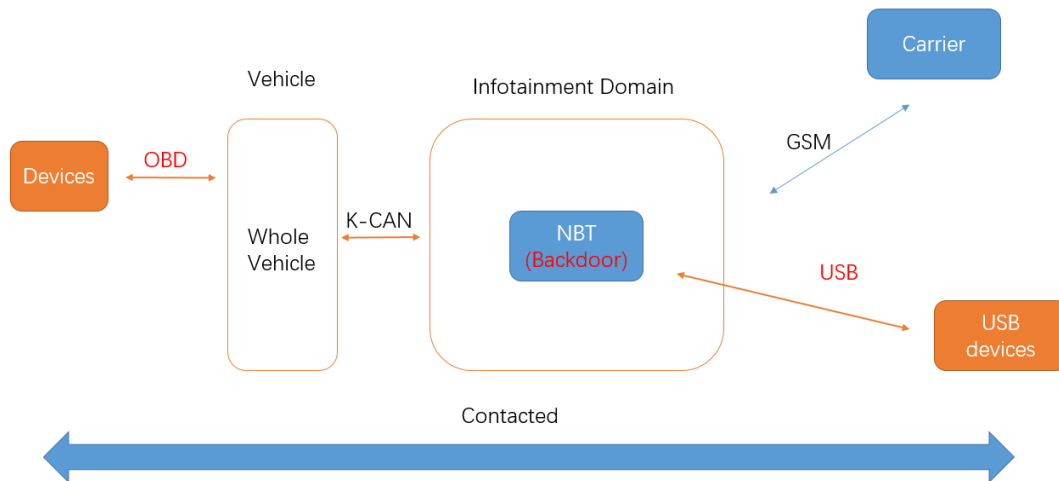 Carrier
Vehicle
Infotainment Domain
GSM
OBD
Devices
K-CAN
NBT
(Backdoor)
Whole
Vehicle
USB
USB
devices
Contacted